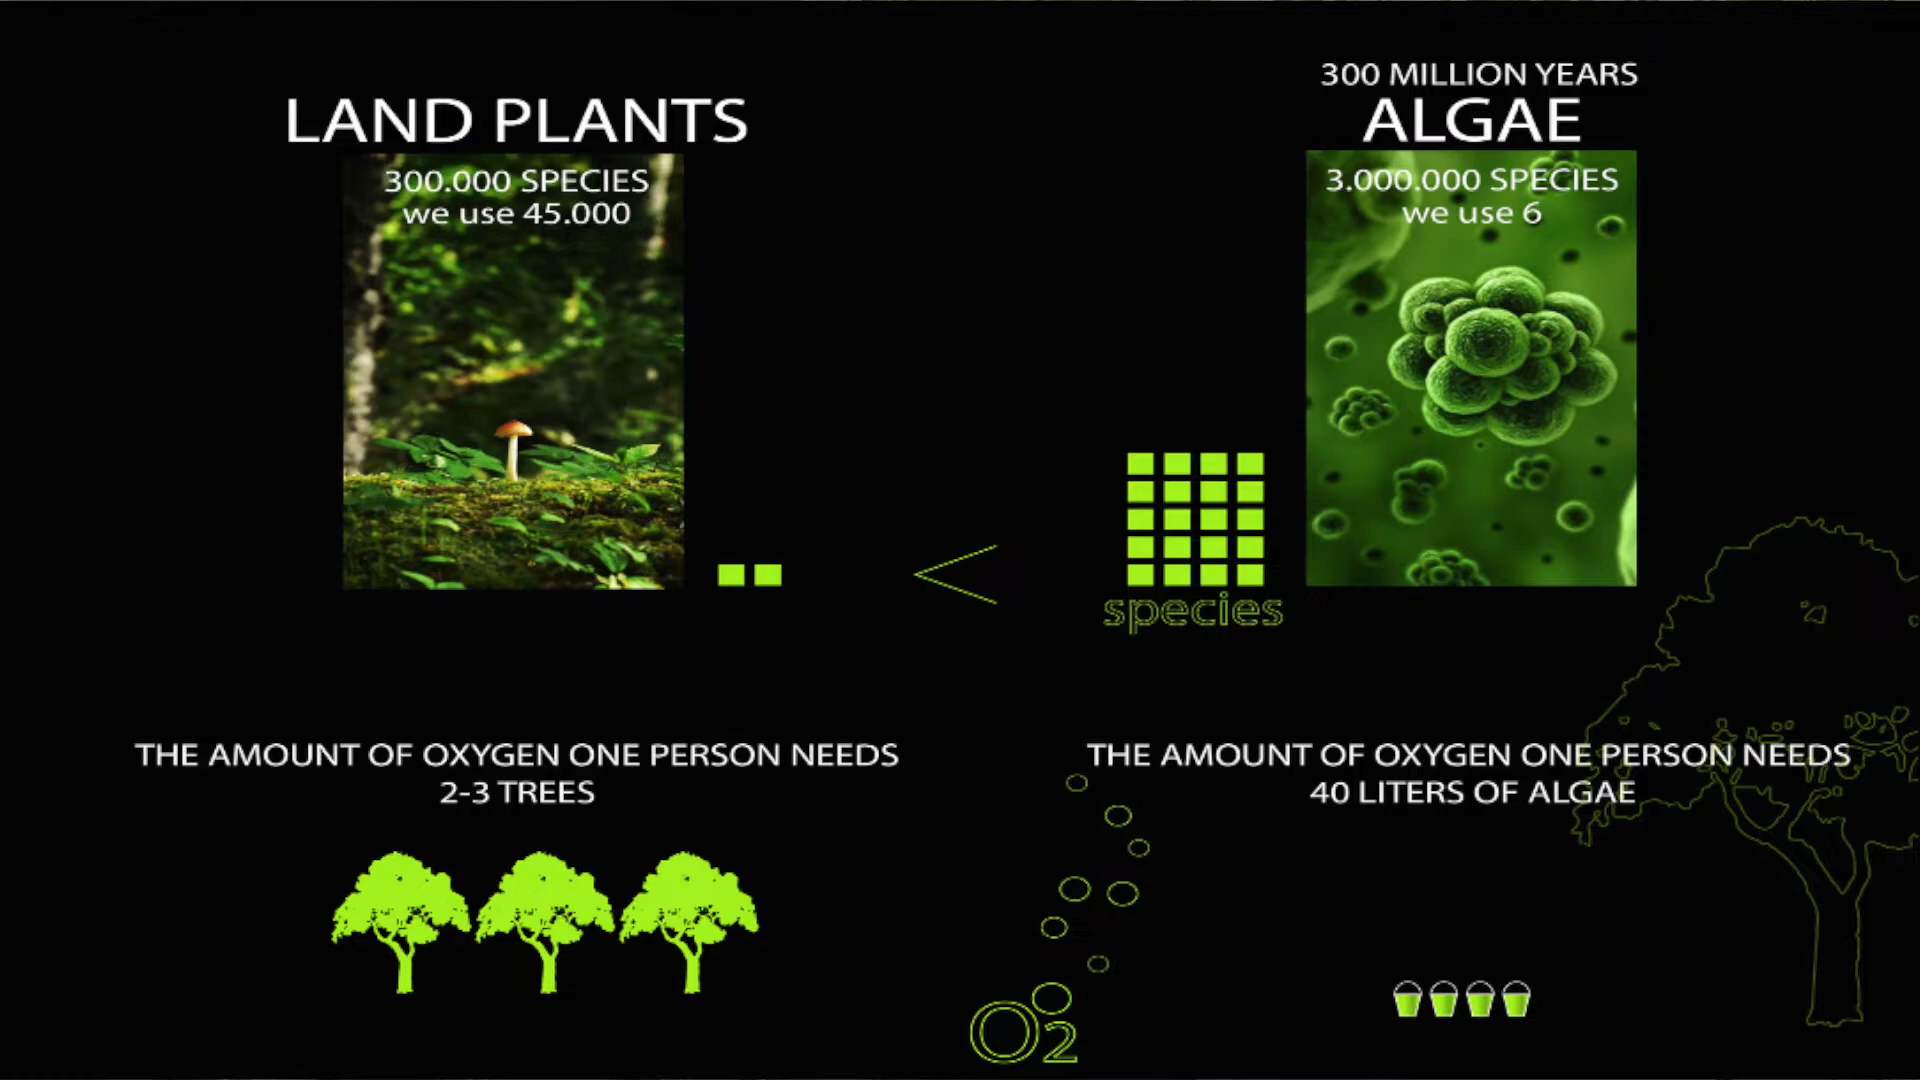 LAND PLANTS
300.000 SPECIES
we use 45.000
300 MILLION YEARS
ALGAE
3.000.000 SPECIES
we use 6
<
species
THE AMOUNT OF OXYGEN ONE PERSON NEEDS
2-3 TREES
THE AMOUNT OF OXYGEN ONE PERSON NEEDS
40 LITERS OF ALGAE
O2